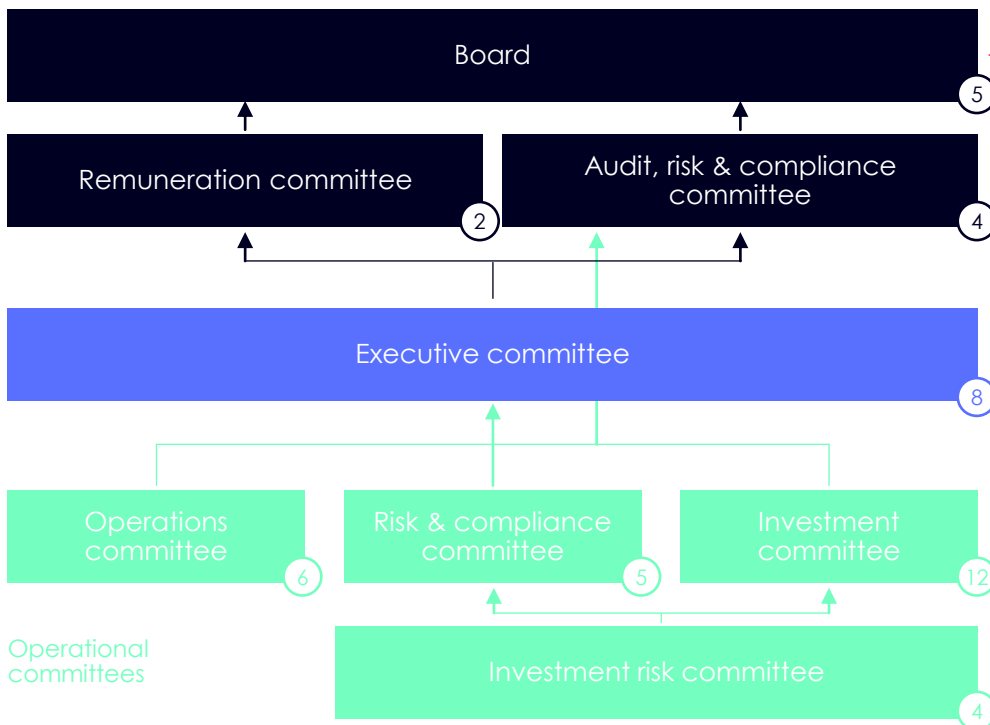 Board
5
Remuneration committee
2
Audit, risk & compliance
committee
4
Executive committee
8
Operations
committee
6
Risk & compliance
committee
5
Investment
committee
12
Operational
committees
Investment risk committee
4